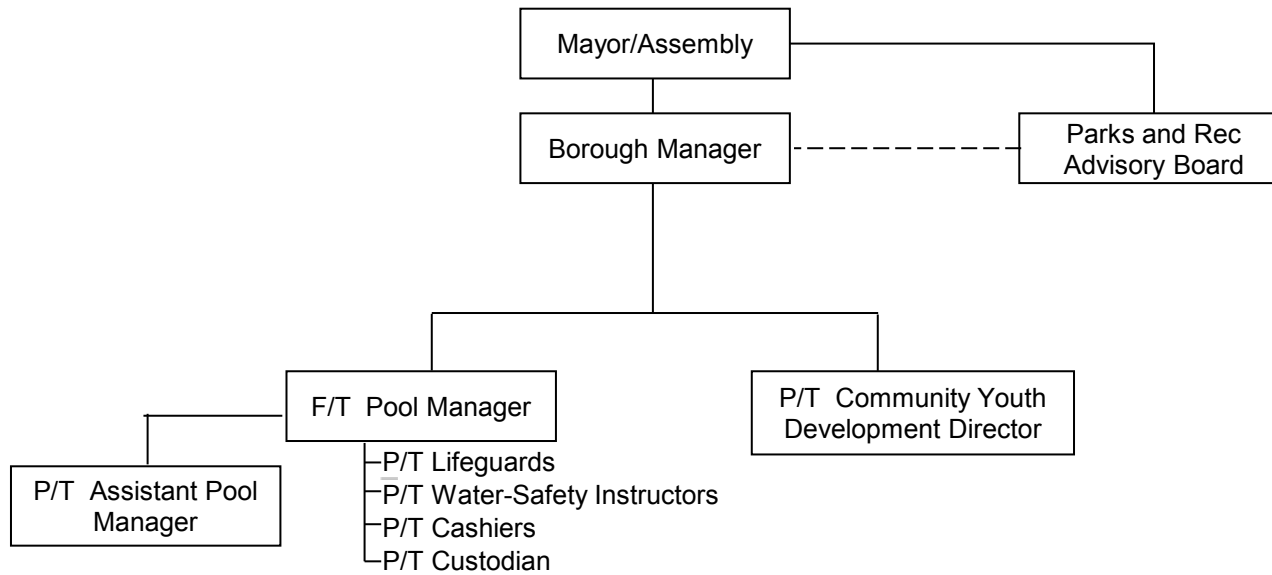 Mayor/Assembly
Borough Manager
Parks and Rec
Advisory Board
F/T Pool Manager
P/T Community Youth
Development Director
P/T Assistant Pool
Manager
P/T Lifeguards
P/T Water-Safety Instructors
P/T Cashiers
P/T Custodian